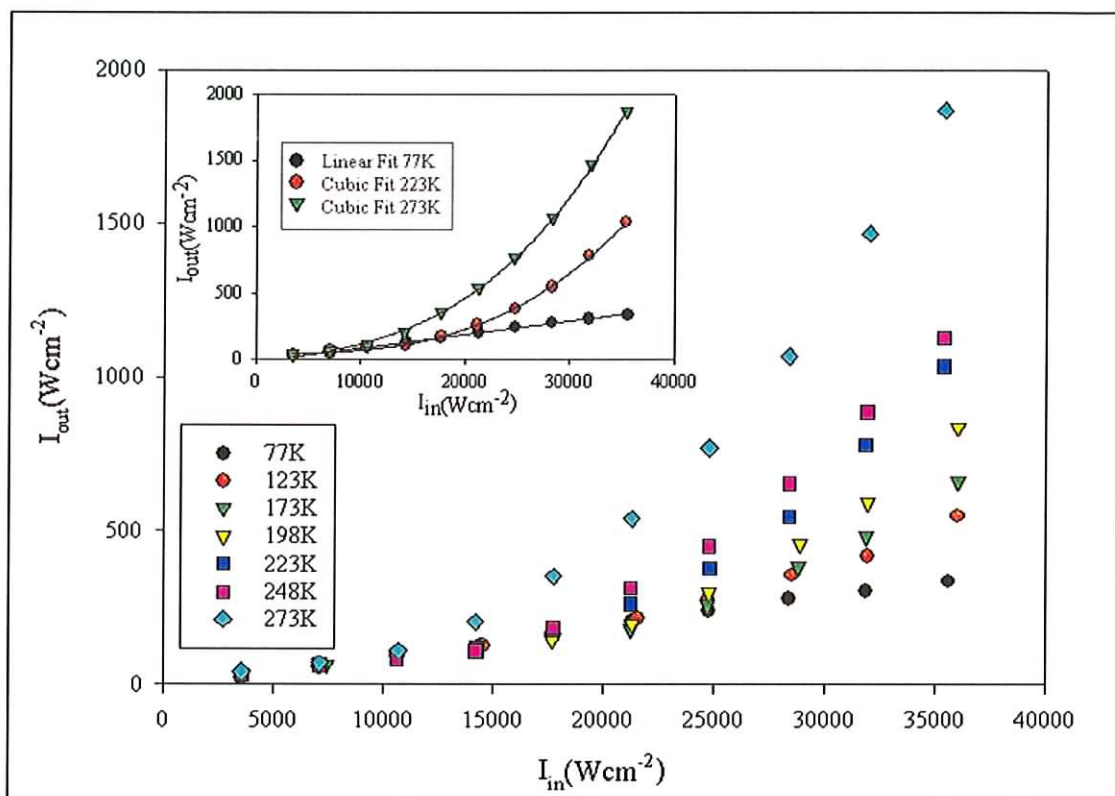 2000
1500
1000
500
0
I_out(Wcm⁻²)
2000
1500
1000
500
0
I_out(Wcm⁻²)
Linear Fit 77K
Cubic Fit 223K
Cubic Fit 273K
0 10000 20000 30000 40000
I_in(Wcm⁻²)
77K
123K
173K
198K
223K
248K
273K
0 5000 10000 15000 20000 25000 30000 35000 40000
I_in(Wcm⁻²)